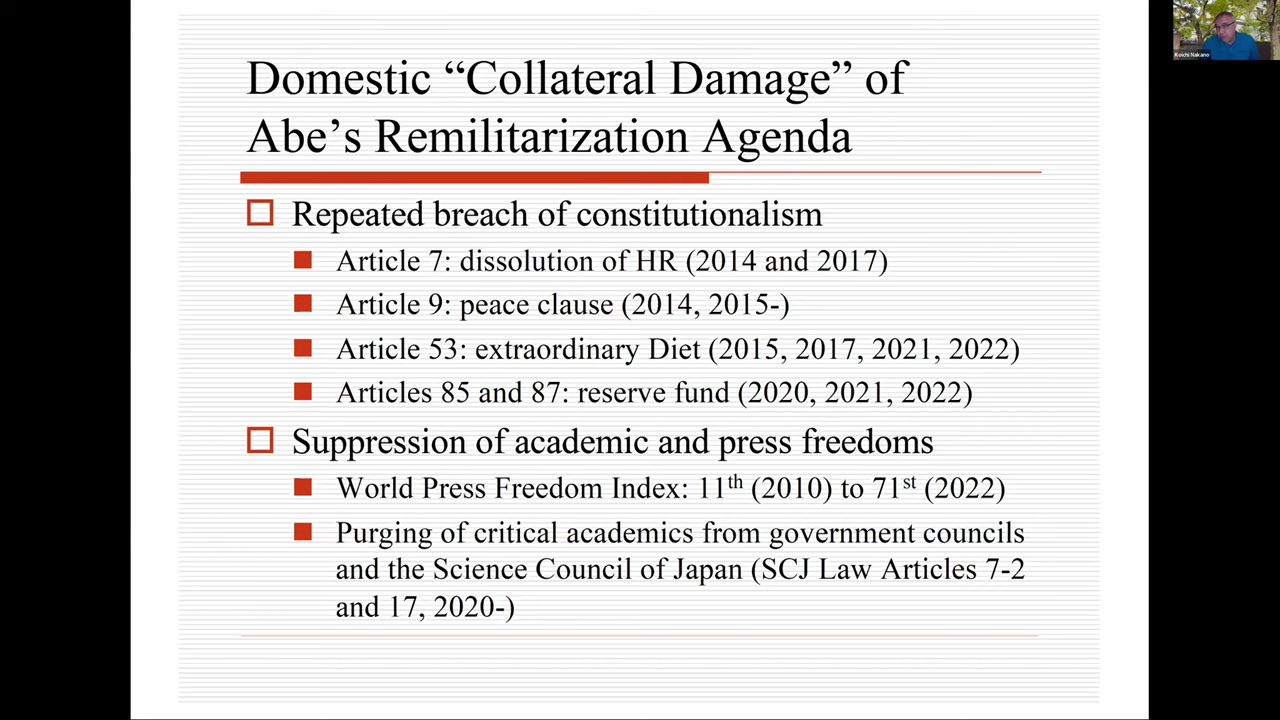 Domestic “Collateral Damage” of
Abe’s Remilitarization Agenda
Repeated breach of constitutionalism
Article 7: dissolution of HR (2014 and 2017)
Article 9: peace clause (2014, 2015-)
Article 53: extraordinary Diet (2015, 2017, 2021, 2022)
Articles 85 and 87: reserve fund (2020, 2021, 2022)
Suppression of academic and press freedoms
World Press Freedom Index: 11th (2010) to 71st (2022)
Purging of critical academics from government councils
and the Science Council of Japan (SCJ Law Articles 7-2
and 17, 2020-)
Koichi Nakano